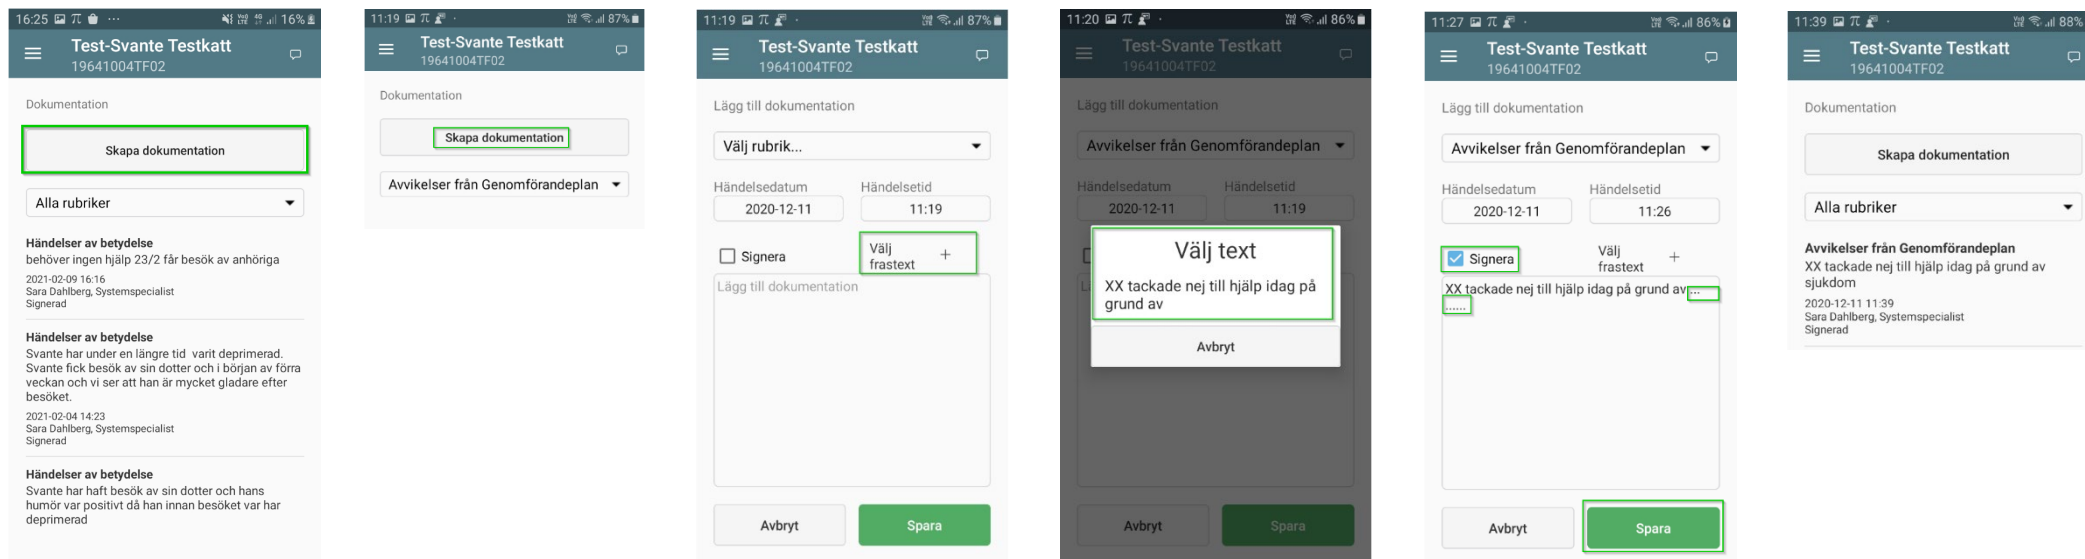 16:25
16%
Test-Svante Testkatt
19641004TF02
Dokumentation
Skapa dokumentation
Alla rubriker
Händelser av betydelse
behöver ingen hjälp 23/2 får besök av anhöriga
2021-02-09 16:16
Sara Dahlberg, Systemspecialist
Signerad
Händelser av betydelse
Svante har under en längre tid varit deprimerad.
Svante fick besök av sin dotter och i början av förra
veckan och vi ser att han är mycket gladare efter
besöket.
2021-02-04 14:23
Sara Dahlberg, Systemspecialist
Signerad
Händelser av betydelse
Svante har haft besök av sin dotter och hans
humör var positivt då han innan besöket var har
deprimerad
11:19
87%
Test-Svante Testkatt
19641004TF02
Dokumentation
Skapa dokumentation
Avvikelser från Genomförandeplan
11:19
87%
Test-Svante Testkatt
19641004TF02
Lägg till dokumentation
Välj rubrik...
Händelsedatum Händelsetid
2020-12-11 11:19
Signera
Välj
frastext +
Lägg till dokumentation
Avbryt Spara
11:20
86%
Test-Svante Testkatt
19641004TF02
Lägg till dokumentation
Avvikelser från Genomförandeplan
Händelsedatum Händelsetid
2020-12-11 11:19
Välj text
XX tackade nej till hjälp idag på
grund av
Avbryt
Avbryt Spara
11:27
86%
Test-Svante Testkatt
19641004TF02
Lägg till dokumentation
Avvikelser från Genomförandeplan
Händelsedatum Händelsetid
2020-12-11 11:26
Signera
Välj
frastext +
XX tackade nej till hjälp idag på grund av ...
......
Avbryt Spara
11:39
88%
Test-Svante Testkatt
19641004TF02
Dokumentation
Skapa dokumentation
Alla rubriker
Avvikelser från Genomförandeplan
XX tackade nej till hjälp idag på grund av
sjukdom
2020-12-11 11:39
Sara Dahlberg, Systemspecialist
Signerad